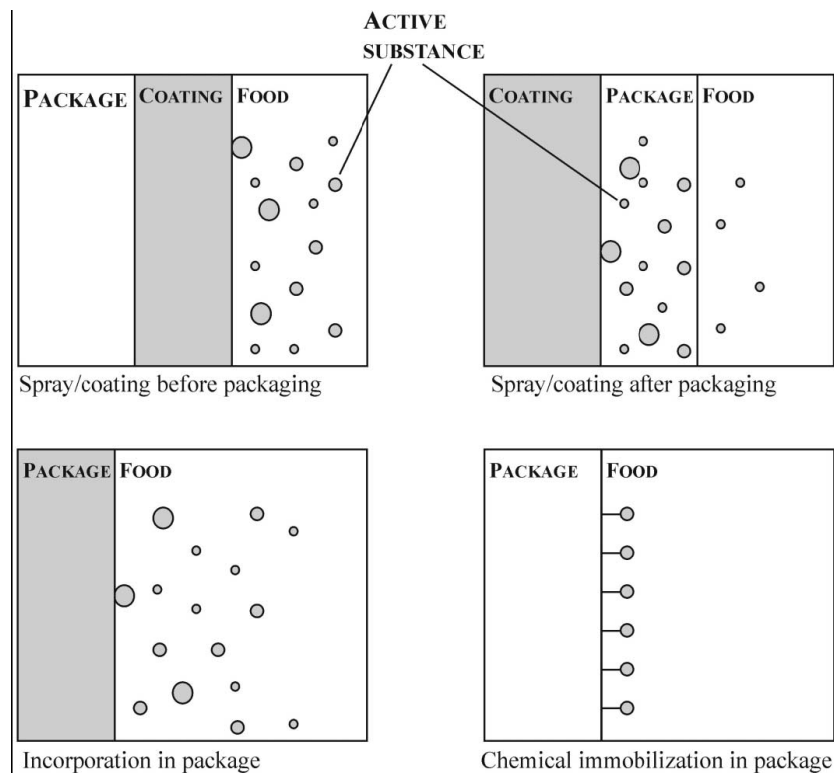 ACTIVE
SUBSTANCE
PACKAGE COATING FOOD
COATING PACKAGE FOOD
Spray/coating before packaging
Spray/coating after packaging
PACKAGE FOOD
PACKAGE FOOD
Incorporation in package
Chemical immobilization in package